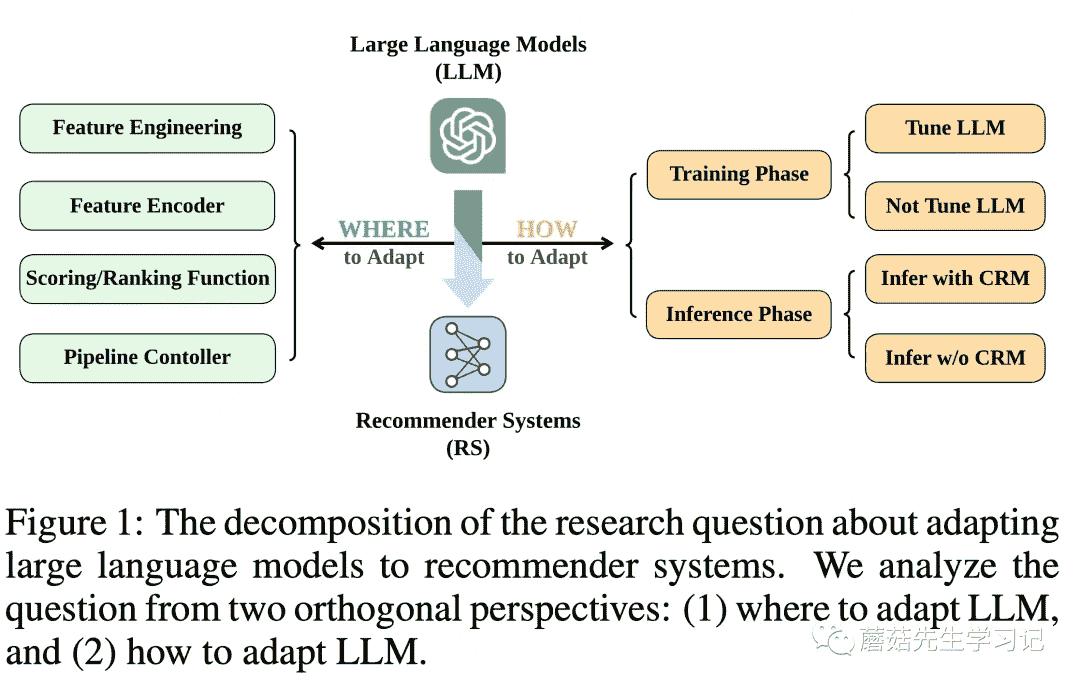 Large Language Models
(LLM)
Feature Engineering
Feature Encoder
Scoring/Ranking Function
Pipeline Contoller
WHERE
to Adapt
HOW
to Adapt
Training Phase
Inference Phase
Tune LLM
Not Tune LLM
Infer with CRM
Infer w/o CRM
Recommender Systems
(RS)
Figure 1: The decomposition of the research question about adapting
large language models to recommender systems. We analyze the
question from two orthogonal perspectives: (1) where to adapt LLM,
and (2) how to adapt LLM.
蘑菇先生学习记